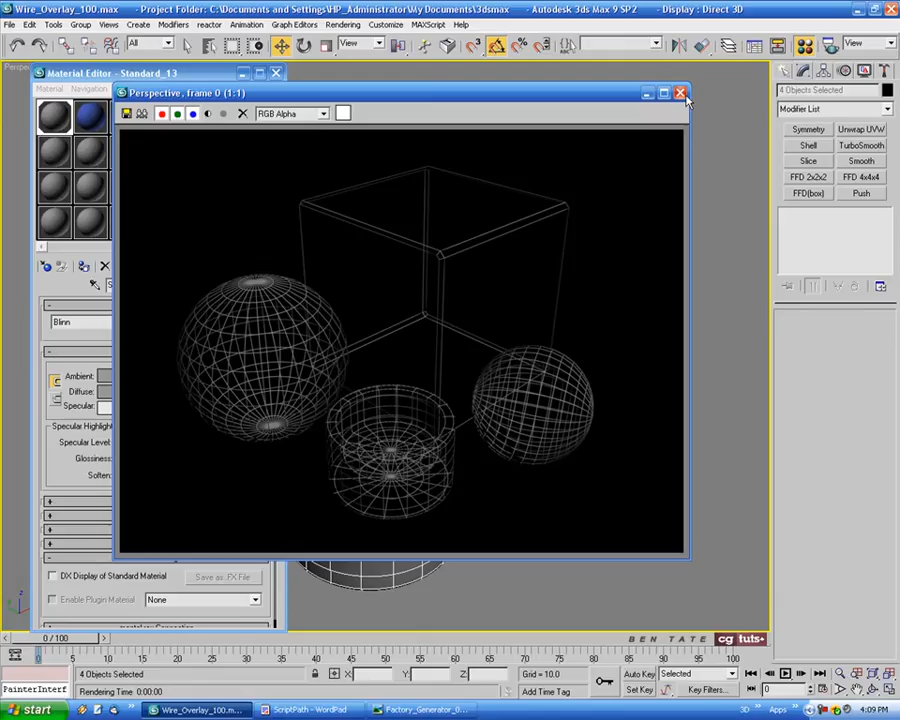 Wire_Overlay_100.max - Project Folder: C:\Documents and Settings\HP_Administrator\My Documents\3dsmax - Autodesk 3ds Max 9 SP2 - Display : Direct 3D
File Edit Tools Group Views Create Modifiers reactor Animation Graph Editors Rendering Customize MAXScript Help
All View View
Material Editor - Standard_13
Material Navigation
Perspective, frame 0 (1:1)
RGB Alpha
4 Objects Selected
Modifier List
Symmetry Unwrap UVW
Shell TurboSmooth
Slice Smooth
FFD 2x2x2 FFD 4x4x4
FFD(box) Push
Blinn
Ambient:
Diffuse:
Specular:
Specular Highlight
Specular Level:
Glossiness:
Soften:
DX Display of Standard Material Save as .FX File
Enable Plugin Material None
0 / 100
BEN TATE cg tuts+
0 5 10 15 20 25 30 35 40 45 50 55 60 65 70 75 80 85 90 95 100
4 Objects Selected X: Y: Z: Grid = 10.0 Auto Key Selected
PainterInterf Rendering Time 0:00:00 Add Time Tag Set Key Key Filters... 0
start Wire_Overlay_100.m... ScriptPath - WordPad Factory_Generator_0... 3D Apps 4:09 PM